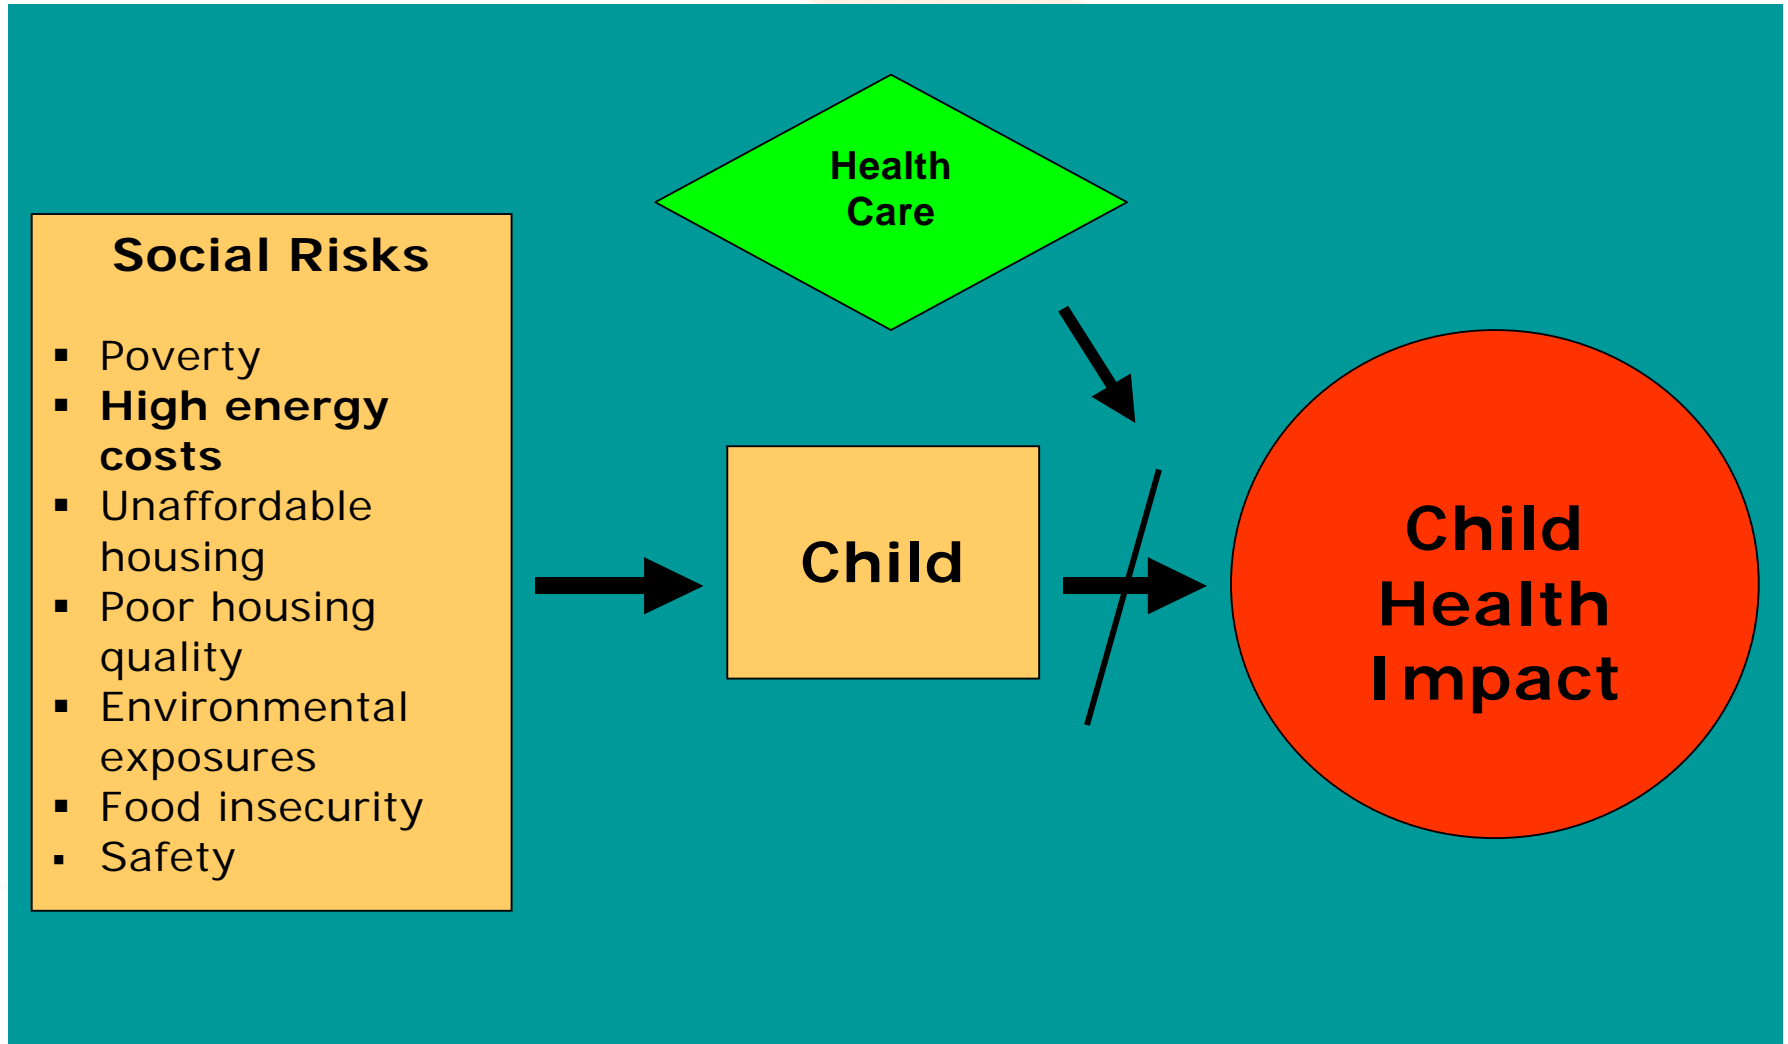 Health
Care
Social Risks
▪ Poverty
▪ High energy
costs
▪ Unaffordable
housing
▪ Poor housing
quality
▪ Environmental
exposures
▪ Food insecurity
▪ Safety
Child
Child
Health
Impact